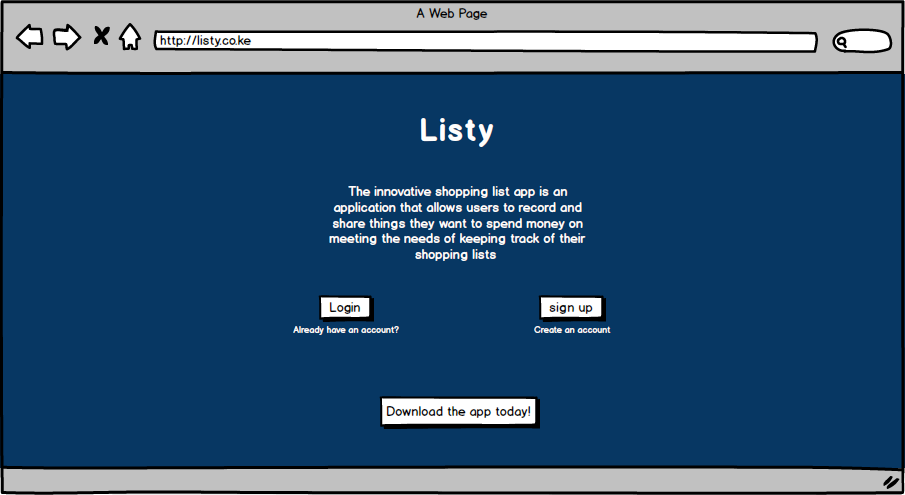 A Web Page
http://listy.co.ke
Listy
The innovative shopping list app is an
application that allows users to record and
share things they want to spend money on
meeting the needs of keeping track of their
shopping lists
Login
sign up
Already have an account?
Create an account
Download the app today!